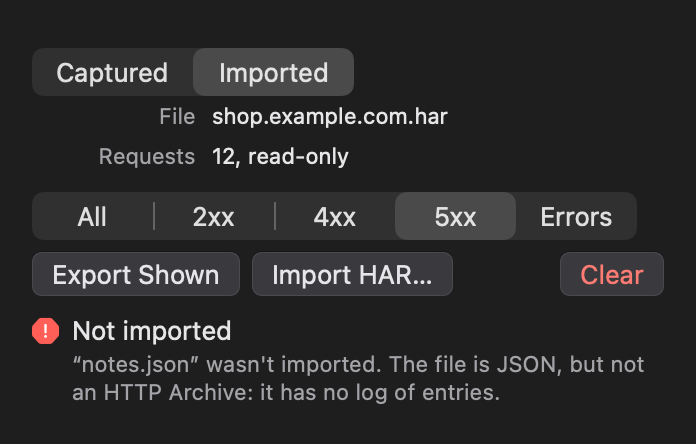 Captured Imported
File shop.example.com.har
Requests 12, read-only
All 2xx 4xx 5xx Errors
Export Shown Import HAR... Clear
Not imported
“notes.json” wasn't imported. The file is JSON, but not
an HTTP Archive: it has no log of entries.